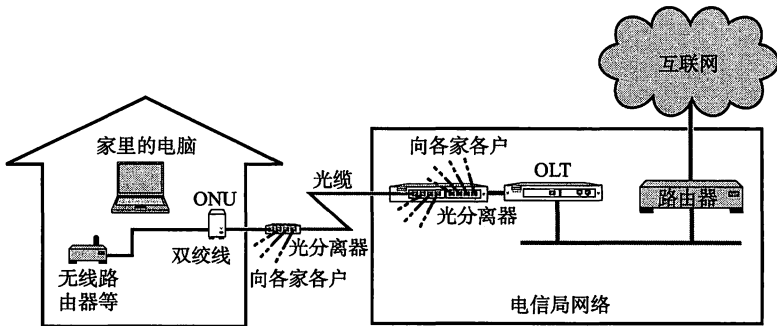 互联网
家里的电脑
向各家各户
光缆
OLT
ONU
路由器
光分离器
双绞线
光分离器
无线路
由器等
向各家各户
电信局网络